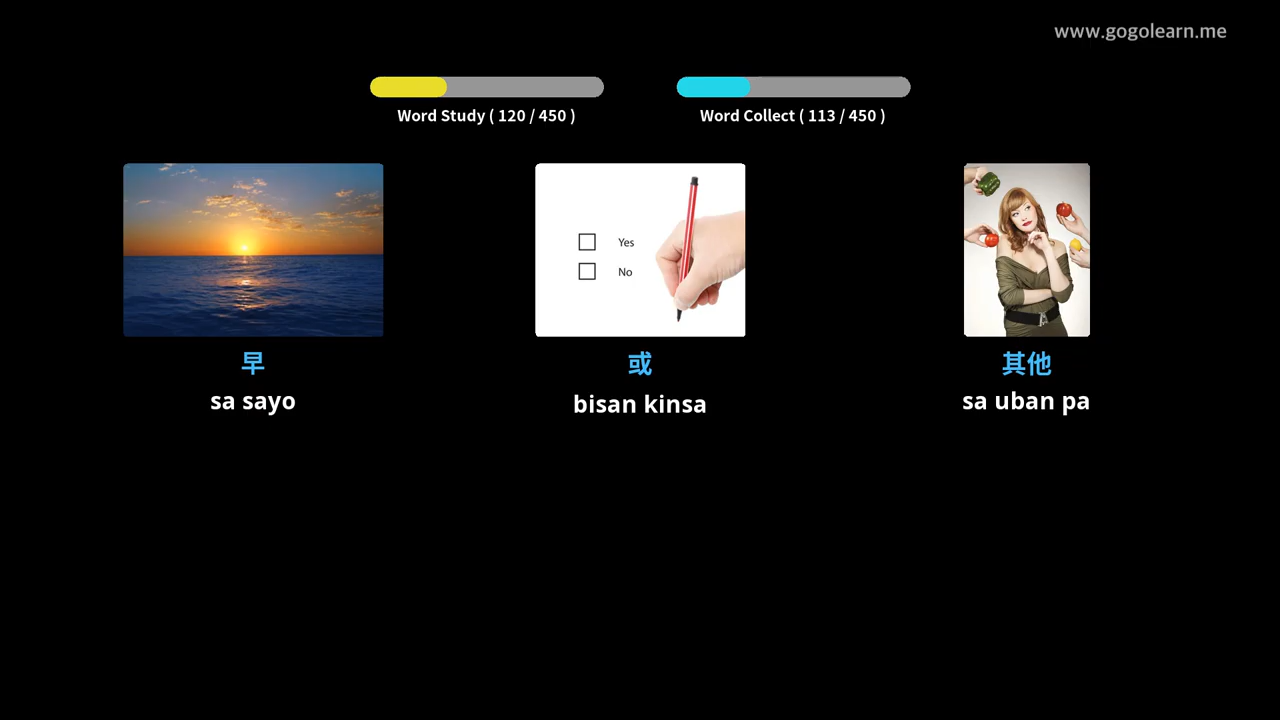 www.gogolearn.me
Word Study ( 120 / 450 )
Word Collect ( 113 / 450 )
Yes
No
早
或
其他
sa sayo
bisan kinsa
sa uban pa